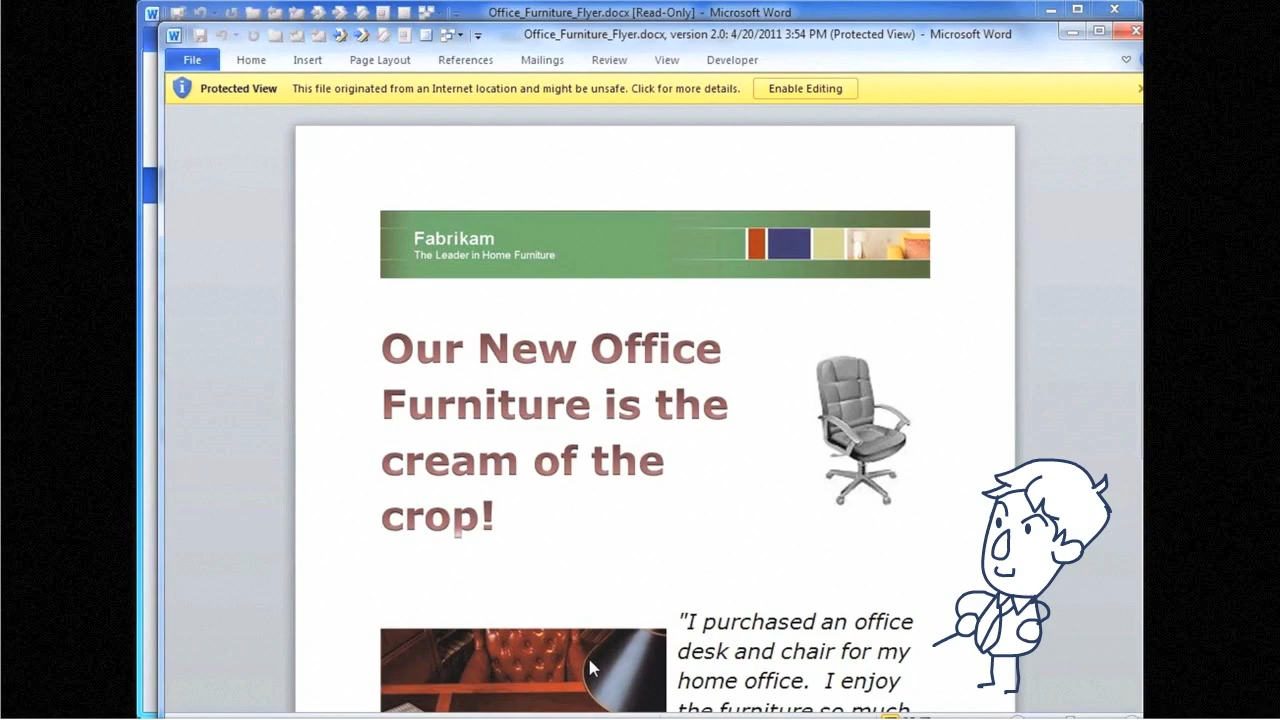 Office_Furniture_Flyer.docx [Read-Only] - Microsoft Word
Office_Furniture_Flyer.docx, version 2.0: 4/20/2011 3:54 PM (Protected View) - Microsoft Word
File Home Insert Page Layout References Mailings Review View Developer
Protected View This file originated from an Internet location and might be unsafe. Click for more details. Enable Editing
Fabrikam
The Leader in Home Furniture
Our New Office
Furniture is the
cream of the
crop!
"I purchased an office
desk and chair for my
home office. I enjoy
the furniture so much